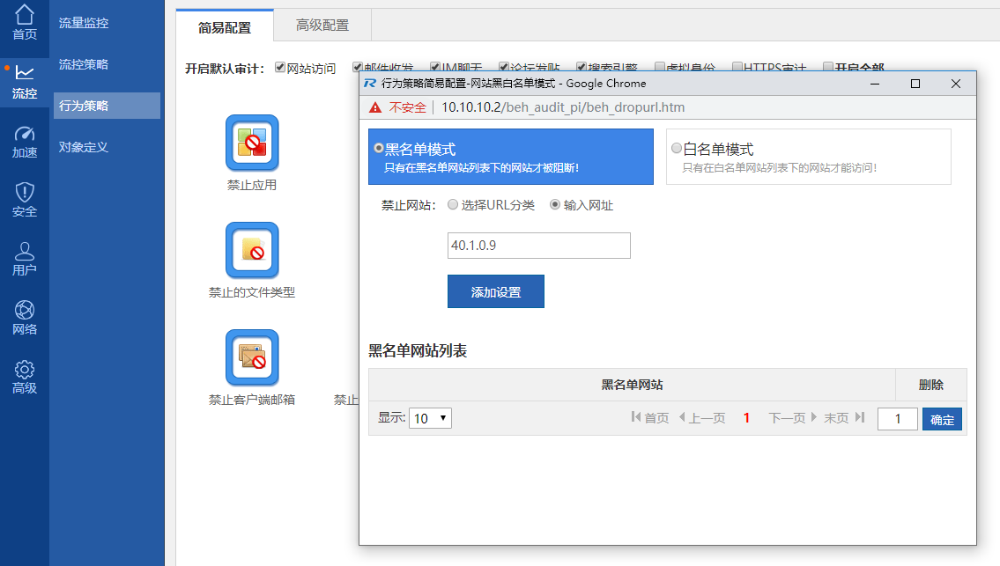 首页
流控
加速
安全
用户
网络
高级
流量监控
流控策略
行为策略
对象定义
简易配置
高级配置
开启默认审计： 网站访问 邮件收发 IM聊天 论坛发帖 搜索引擎 虚拟身份 HTTPS审计 开启全部
禁止应用
禁止的文件类型
禁止客户端邮箱
禁止
行为策略简易配置-网站黑白名单模式 - Google Chrome
不安全 | 10.10.10.2/beh_audit_pi/beh_dropurl.htm
黑名单模式
只有在黑名单网站列表下的网站才被阻断!
白名单模式
只有在白名单网站列表下的网站才能访问!
禁止网站： 选择URL分类 输入网址
40.1.0.9
添加设置
黑名单网站列表
黑名单网站 删除
显示: 10 首页 上一页 1 下一页 末页 1 确定